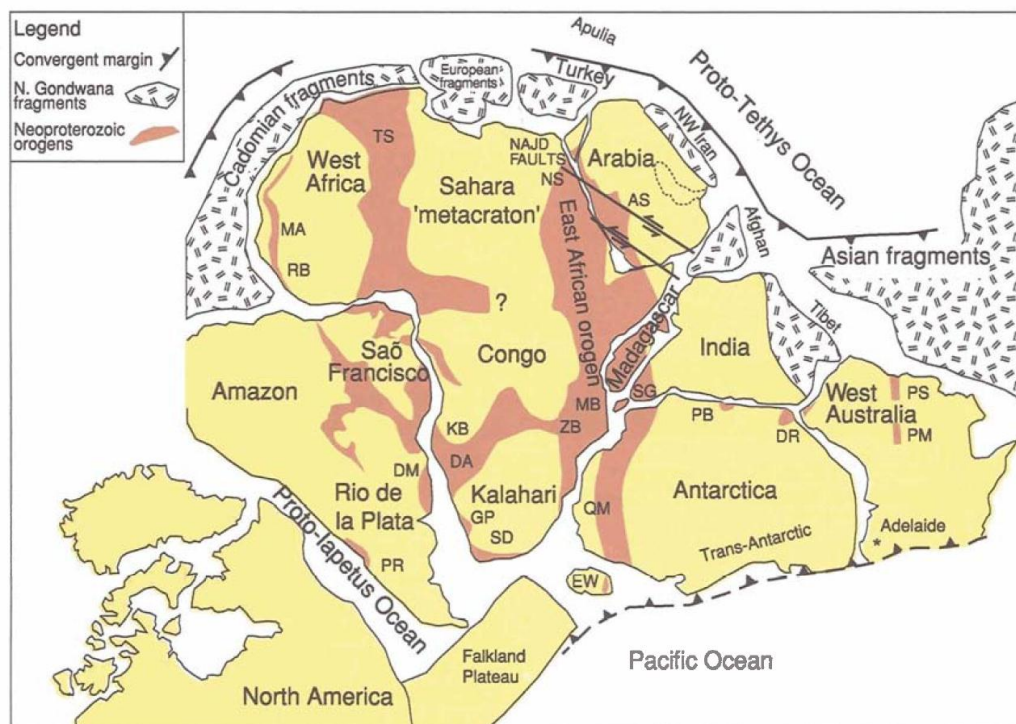 Legend
Convergent margin
N. Gondwana
fragments
Neoproterozoic
orogens
Cadomian fragments
European
fragments
Apulia
Turkey
Proto-Tethys Ocean
NW Iran
TS
West
Africa
NAJD
FAULTS
NS
Arabia
Sahara
'metacraton'
AS
MA
RB
East African orogen
Afghan
Asian fragments
?
Tibet
Saõ
Francisco
Congo
Madagascar
India
Amazon
West
Australia
PS
PM
KB
MB
ZB
SG
PB
DR
DM
DA
Kalahari
GP
SD
Rio de
la Plata
PR
QM
Antarctica
Trans-Antarctic
Adelaide
*
Proto-Iapetus Ocean
EW
Falkland
Plateau
Pacific Ocean
North America